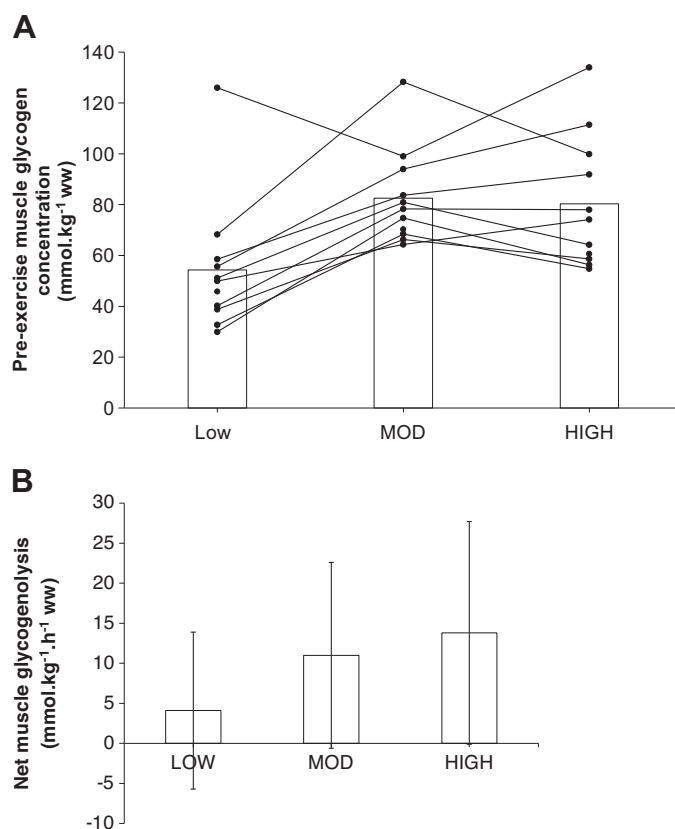 A
Pre-exercise muscle glycogen
concentration
(mmol.kg⁻¹ ww)
140
120
100
80
60
40
20
0
Low MOD HIGH
B
Net muscle glycogenolysis
(mmol.kg⁻¹.h⁻¹ ww)
30
25
20
15
10
5
0
-5
-10
LOW MOD HIGH